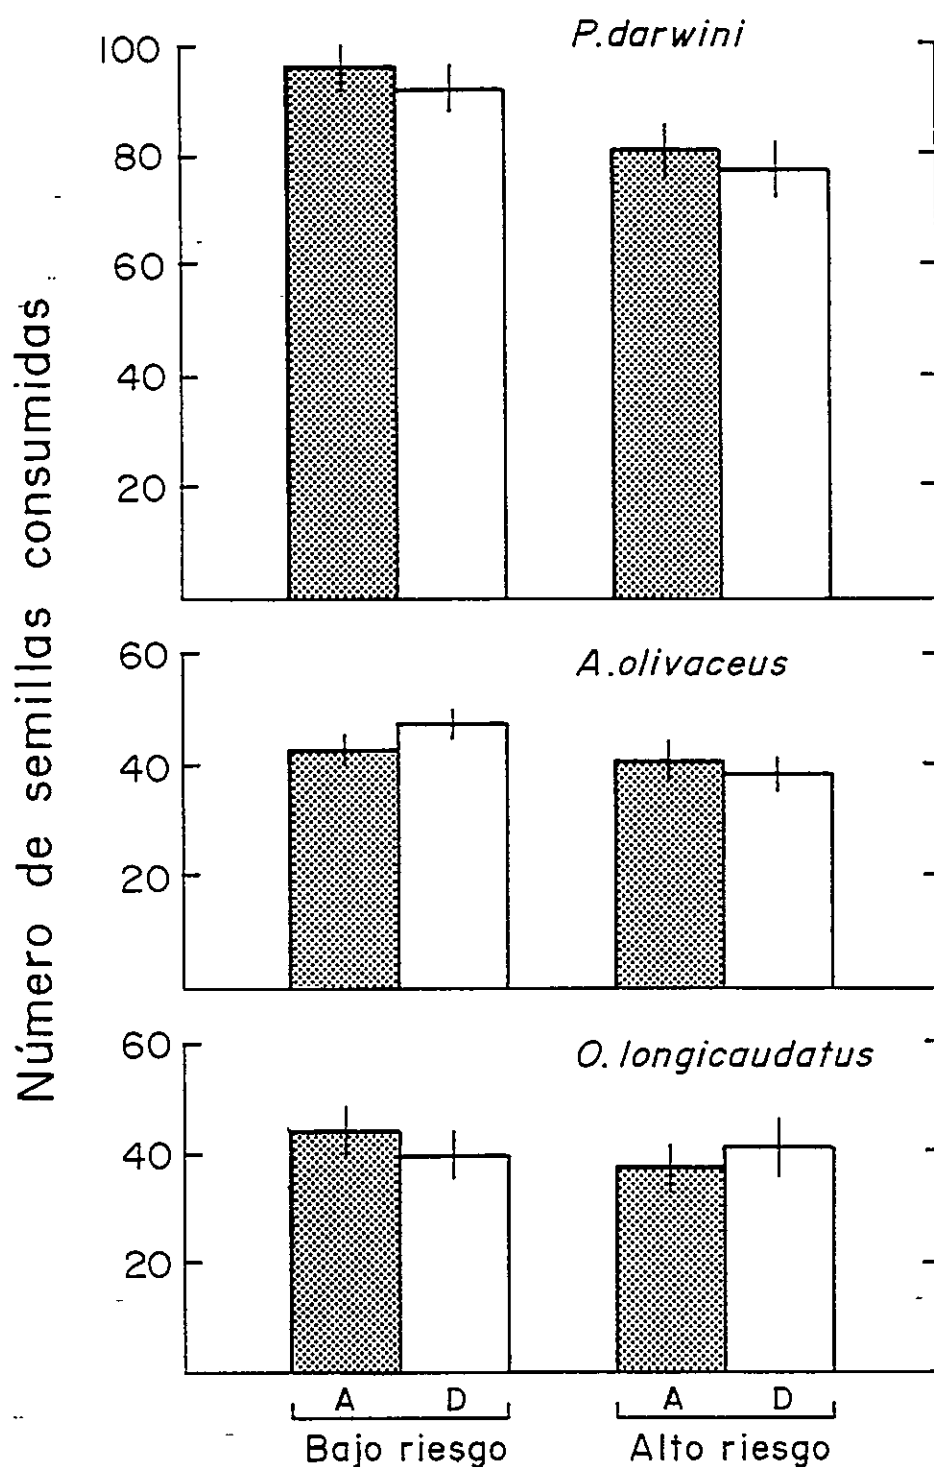 Número de semillas consumidas
P.darwini
100
80
60
40
20
A.olivaceus
60
40
20
O. longicaudatus
60
40
20
A D A D
Bajo riesgo Alto riesgo